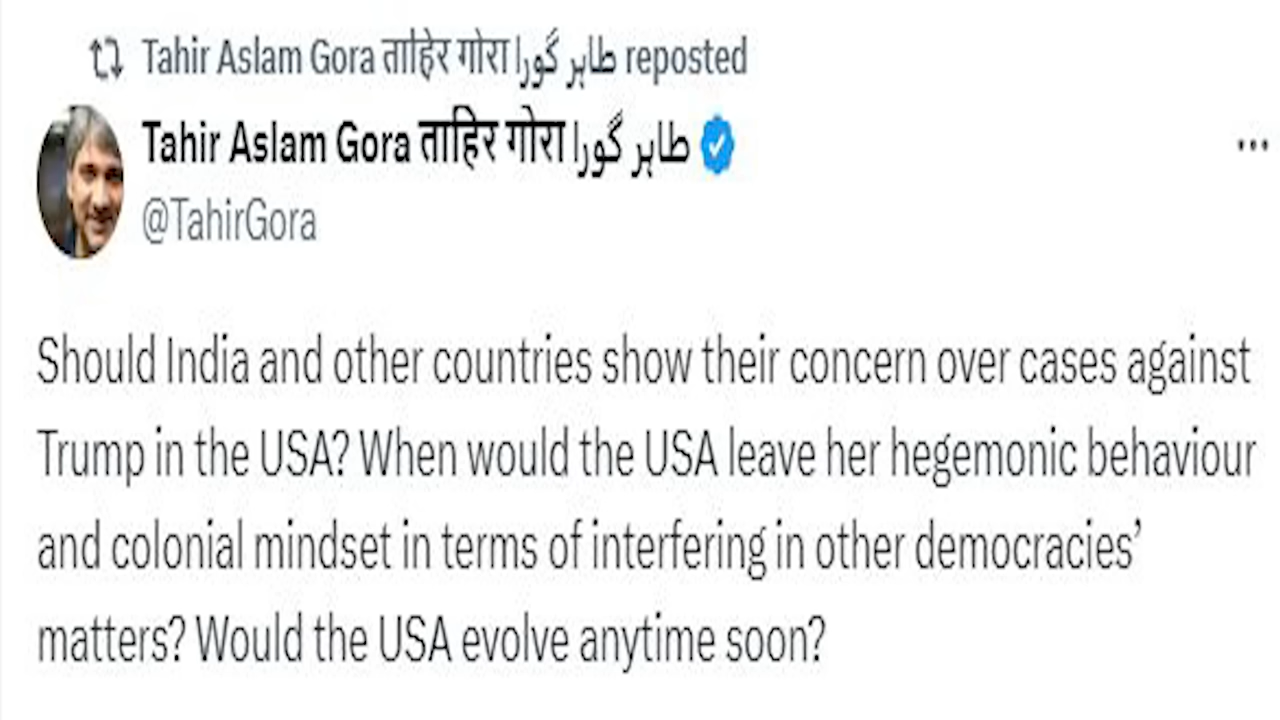 Tahir Aslam Gora ताहिर गोरा طاہر گورا reposted
Tahir Aslam Gora ताहिर गोरा طاہر گورا
@TahirGora
Should India and other countries show their concern over cases against
Trump in the USA? When would the USA leave her hegemonic behaviour
and colonial mindset in terms of interfering in other democracies’
matters? Would the USA evolve anytime soon?